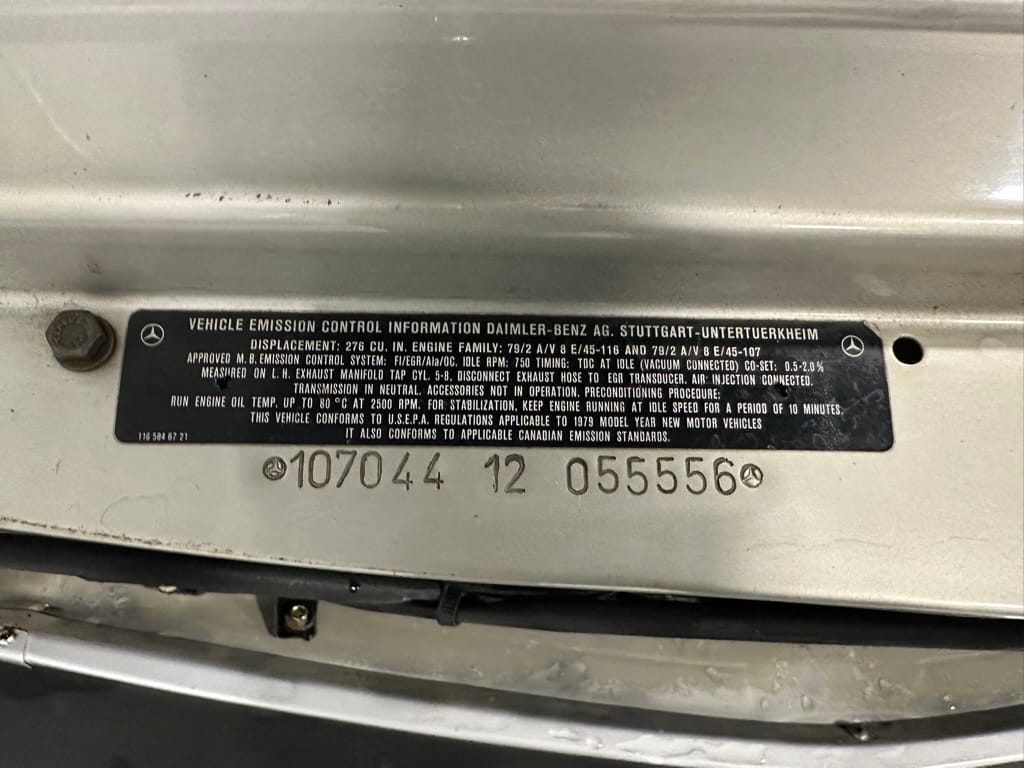 VEHICLE EMISSION CONTROL INFORMATION DAIMLER-BENZ AG. STUTTGART-UNTERTUERKHEIM
DISPLACEMENT: 276 CU. IN. ENGINE FAMILY: 79/2 A/V 8 E/45-116 AND 79/2 A/V 8 E/45-107
APPROVED M.B. EMISSION CONTROL SYSTEM: FI/EGR/AIa/OC. IDLE RPM: 750 TIMING: TDC AT IDLE (VACUUM CONNECTED) CO-SET: 0.5-2.0%
MEASURED ON L.H. EXHAUST MANIFOLD TAP CYL. 5-8, DISCONNECT EXHAUST HOSE TO EGR TRANSDUCER. AIR INJECTION CONNECTED.
TRANSMISSION IN NEUTRAL. ACCESSORIES NOT IN OPERATION. PRECONDITIONING PROCEDURE:
RUN ENGINE OIL TEMP. UP TO 80 °C AT 2500 RPM. FOR STABILIZATION, KEEP ENGINE RUNNING AT IDLE SPEED FOR A PERIOD OF 10 MINUTES.
THIS VEHICLE CONFORMS TO U.S.E.P.A. REGULATIONS APPLICABLE TO 1979 MODEL YEAR NEW MOTOR VEHICLES
IT ALSO CONFORMS TO APPLICABLE CANADIAN EMISSION STANDARDS.
116 584 67 21
107044 12 055556